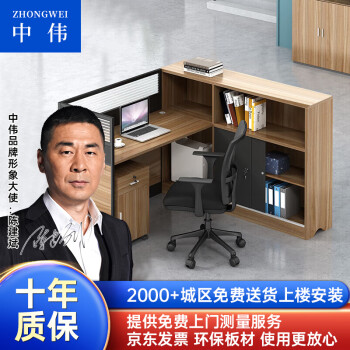 ZHONGWEI
中伟
中伟品牌形象大使：陈建斌
十年
质保
2000+城区免费送货上楼安装
提供免费上门测量服务
京东发票 环保板材 使用更放心